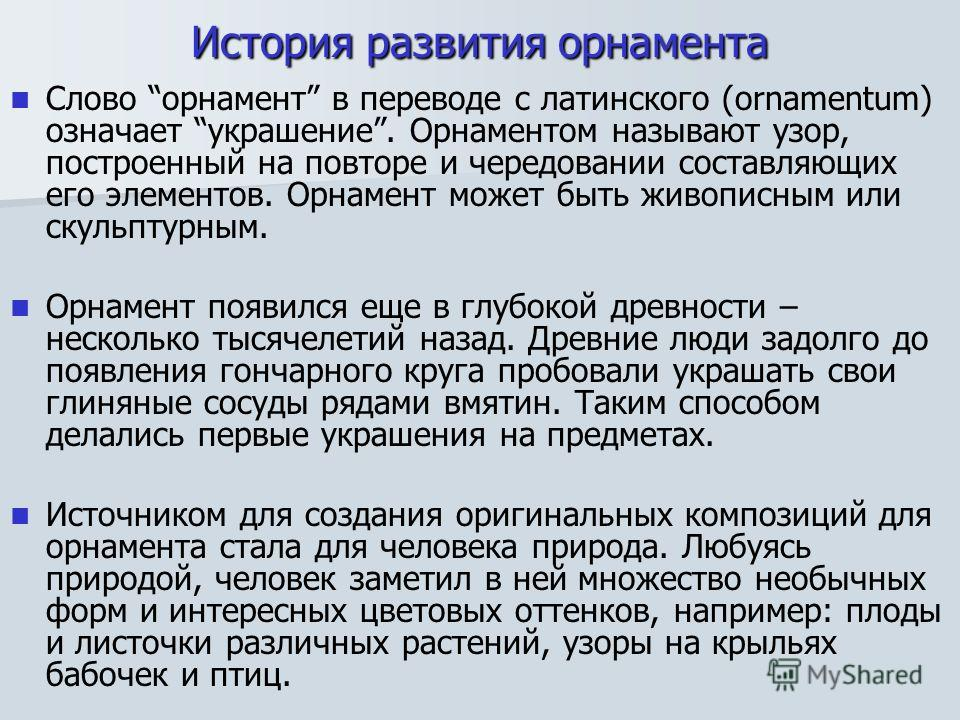 История развития орнамента
Слово “орнамент” в переводе с латинского (ornamentum)
означает “украшение”. Орнаментом называют узор,
построенный на повторе и чередовании составляющих
его элементов. Орнамент может быть живописным или
скульптурным.
Орнамент появился еще в глубокой древности –
несколько тысячелетий назад. Древние люди задолго до
появления гончарного круга пробовали украшать свои
глиняные сосуды рядами вмятин. Таким способом
делались первые украшения на предметах.
Источником для создания оригинальных композиций для
орнамента стала для человека природа. Любуясь
природой, человек заметил в ней множество необычных
форм и интересных цветовых оттенков, например: плоды
и листочки различных растений, узоры на крыльях
бабочек и птиц.
MyShared